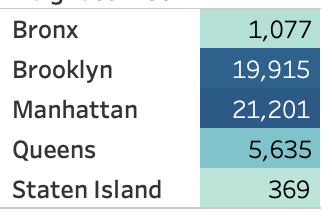 Bronx 1,077
Brooklyn 19,915
Manhattan 21,201
Queens 5,635
Staten Island 369